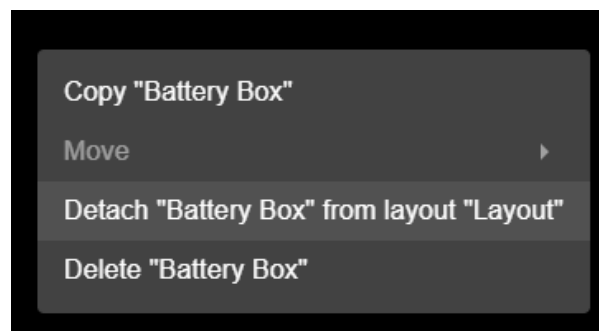 Copy "Battery Box"
Move
Detach "Battery Box" from layout "Layout"
Delete "Battery Box"